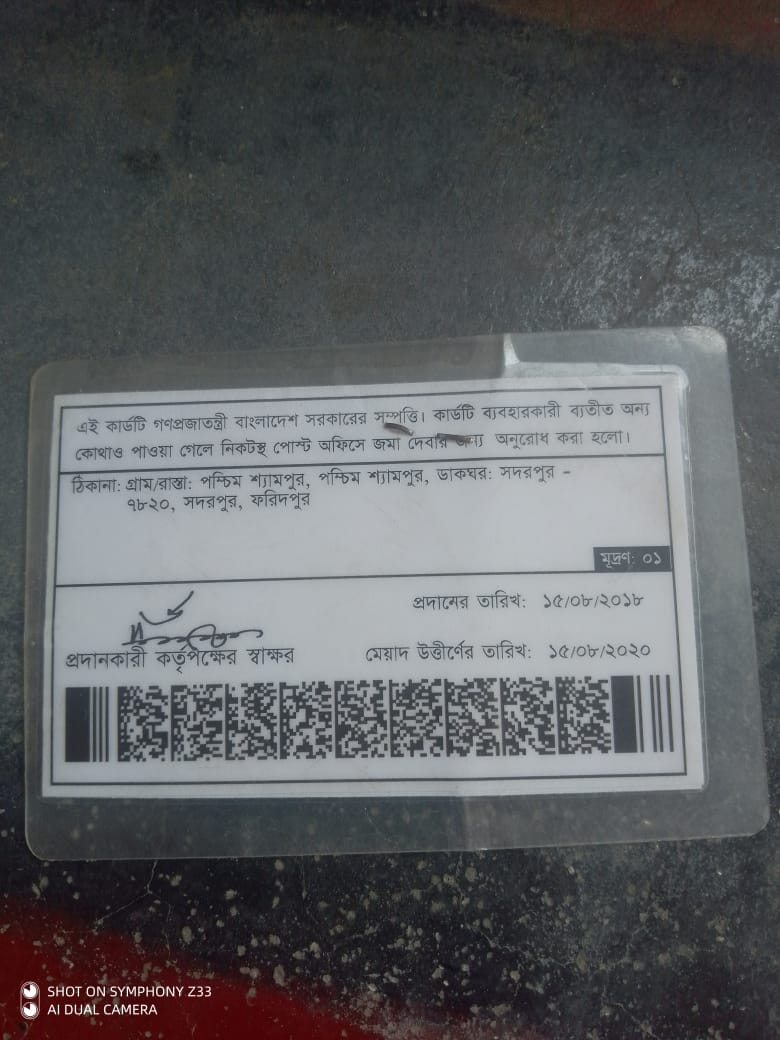 এই কার্ডটি গণপ্রজাতন্ত্রী বাংলাদেশ সরকারের সম্পত্তি। কার্ডটি ব্যবহারকারী ব্যতীত অন্য
কোথাও পাওয়া গেলে নিকটস্থ পোস্ট অফিসে জমা দেবার জন্য অনুরোধ করা হলো।
ঠিকানা: গ্রাম/রাস্তা: পশ্চিম শ্যামপুর, পশ্চিম শ্যামপুর, ডাকঘর: সদরপুর -
৭৮২০, সদরপুর, ফরিদপুর
মূদ্রণ: ০১
প্রদানের তারিখ: ১৫/০৮/২০১৮
প্রদানকারী কর্তৃপক্ষের স্বাক্ষর
মেয়াদ উত্তীর্ণের তারিখ: ১৫/০৮/২০২০
SHOT ON SYMPHONY Z33
AI DUAL CAMERA